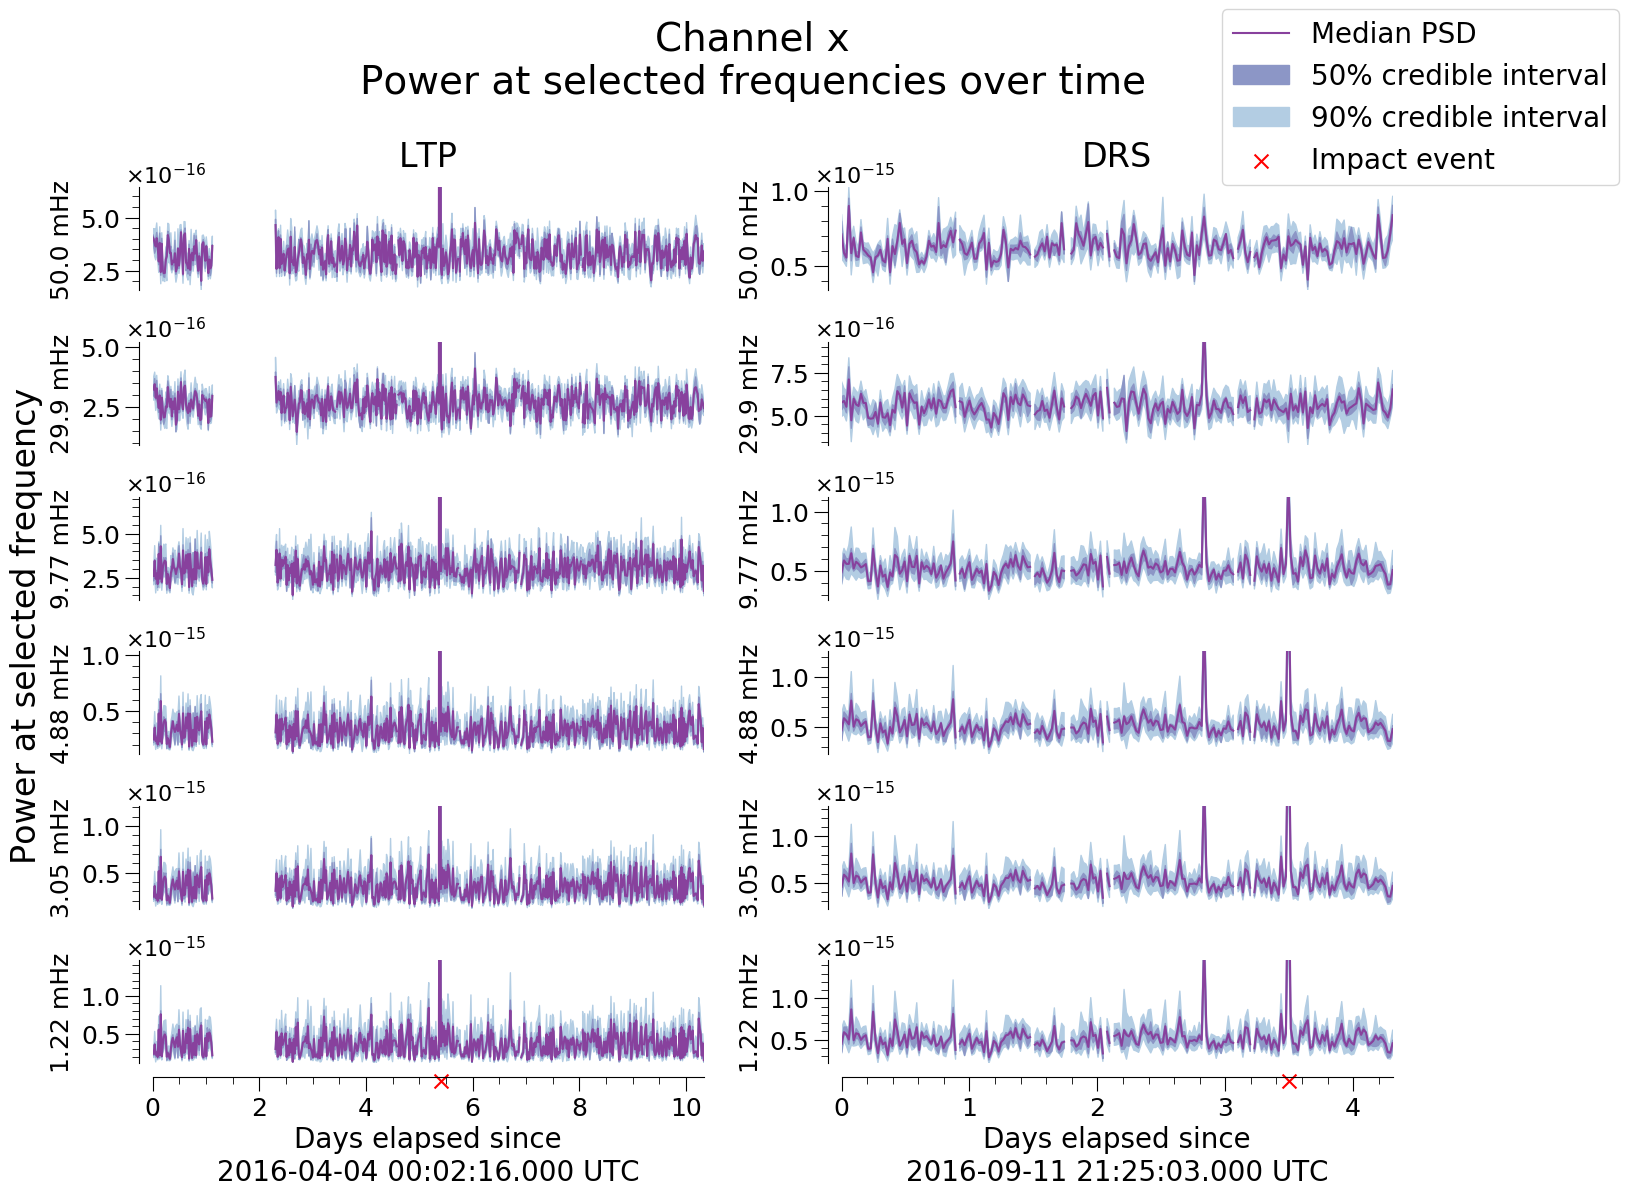 Channel x
Power at selected frequencies over time
Median PSD
50% credible interval
90% credible interval
Impact event
LTP
DRS
Power at selected frequency
×10⁻¹⁶
50.0 mHz
5.0
2.5
×10⁻¹⁵
50.0 mHz
1.0
0.5
×10⁻¹⁶
29.9 mHz
5.0
2.5
×10⁻¹⁶
29.9 mHz
7.5
5.0
×10⁻¹⁶
9.77 mHz
5.0
2.5
×10⁻¹⁵
9.77 mHz
1.0
0.5
×10⁻¹⁵
4.88 mHz
1.0
0.5
×10⁻¹⁵
4.88 mHz
1.0
0.5
×10⁻¹⁵
3.05 mHz
1.0
0.5
×10⁻¹⁵
3.05 mHz
1.0
0.5
×10⁻¹⁵
1.22 mHz
1.0
0.5
×10⁻¹⁵
1.22 mHz
1.0
0.5
0 2 4 6 8 10
Days elapsed since
2016-04-04 00:02:16.000 UTC
0 1 2 3 4
Days elapsed since
2016-09-11 21:25:03.000 UTC